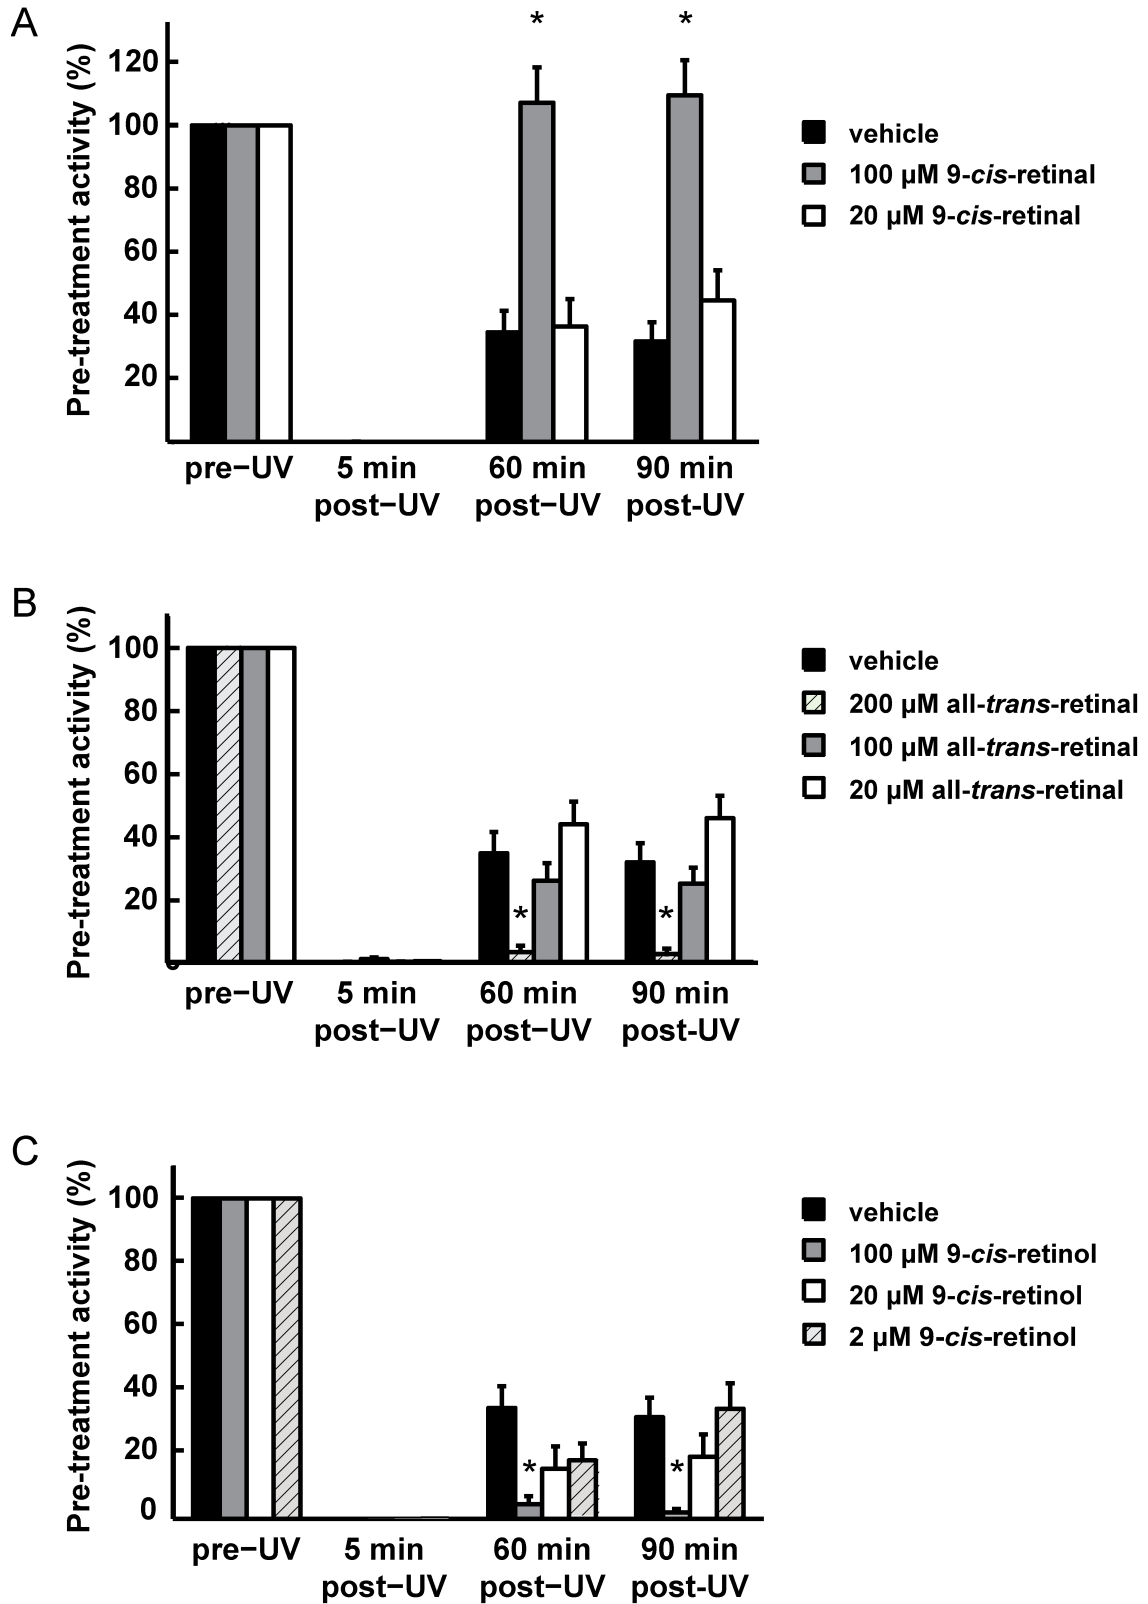 A
Pre-treatment activity (%)
120
100
80
60
40
20
*
*
pre−UV
5 min
post−UV
60 min
post−UV
90 min
post-UV
vehicle
100 µM 9-cis-retinal
20 µM 9-cis-retinal
B
Pre-treatment activity (%)
100
80
60
40
20
0
*
*
pre−UV
5 min
post−UV
60 min
post−UV
90 min
post-UV
vehicle
200 µM all-trans-retinal
100 µM all-trans-retinal
20 µM all-trans-retinal
C
Pre-treatment activity (%)
100
80
60
40
20
0
*
*
pre−UV
5 min
post−UV
60 min
post−UV
90 min
post-UV
vehicle
100 µM 9-cis-retinol
20 µM 9-cis-retinol
2 µM 9-cis-retinol